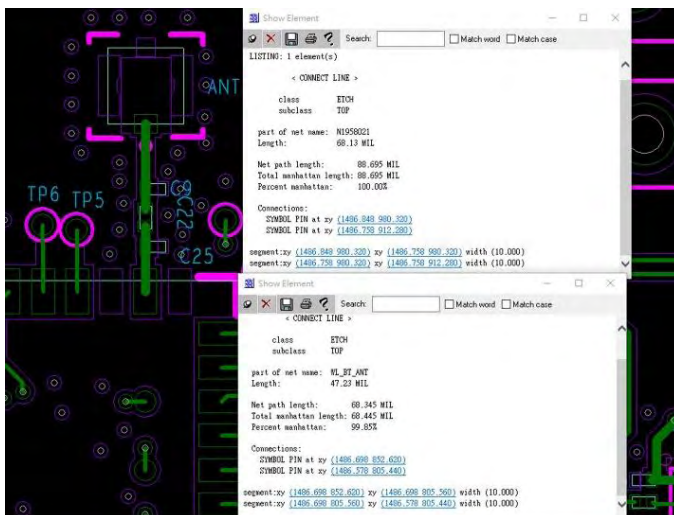 Show Element
Search:
Match word
Match case
LISTING: 1 element(s)
< CONNECT LINE >
class ETCH
subclass TOP
part of net name: N1958021
Length: 68.13 MIL
Net path length: 88.695 MIL
Total manhattan length: 88.695 MIL
Percent manhattan: 100.00%
Connections:
SYMBOL PIN at xy (1486.848 980.320)
SYMBOL PIN at xy (1486.758 912.280)
segment:xy (1486.848 980.320) xy (1486.758 980.320) width (10.000)
segment:xy (1486.758 980.320) xy (1486.758 912.280) width (10.000)
ANT
C9
C22
TP6
TP5
C25
Show Element
Search:
Match word
Match case
< CONNECT LINE >
class ETCH
subclass TOP
part of net name: WL_BT_ANT
Length: 47.23 MIL
Net path length: 68.345 MIL
Total manhattan length: 68.445 MIL
Percent manhattan: 99.85%
Connections:
SYMBOL PIN at xy (1486.698 852.620)
SYMBOL PIN at xy (1486.578 805.440)
segment:xy (1486.698 852.620) xy (1486.698 805.560) width (10.000)
segment:xy (1486.698 805.560) xy (1486.578 805.440) width (10.000)